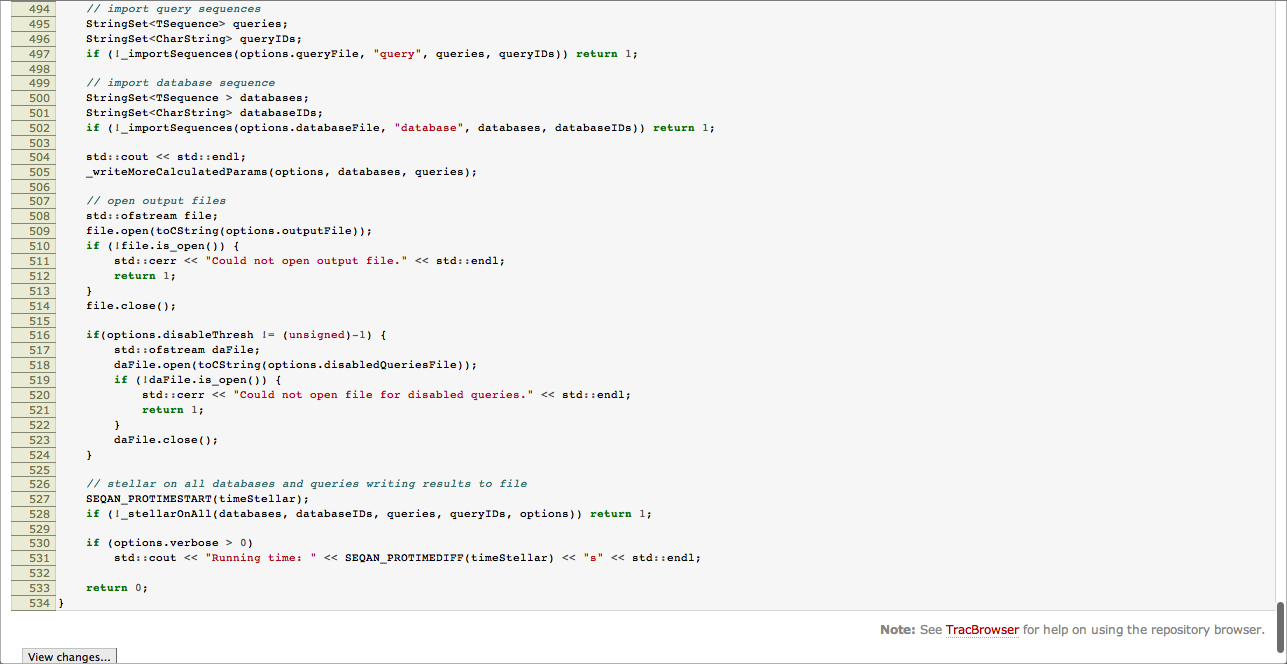 494 // import query sequences
495 StringSet<TSequence> queries;
496 StringSet<CharString> queryIDs;
497 if (!_importSequences(options.queryFile, "query", queries, queryIDs)) return 1;
498
499 // import database sequence
500 StringSet<TSequence > databases;
501 StringSet<CharString> databaseIDs;
502 if (!_importSequences(options.databaseFile, "database", databases, databaseIDs)) return 1;
503
504 std::cout << std::endl;
505 _writeMoreCalculatedParams(options, databases, queries);
506
507 // open output files
508 std::ofstream file;
509 file.open(toCString(options.outputFile));
510 if (!file.is_open()) {
511 std::cerr << "Could not open output file." << std::endl;
512 return 1;
513 }
514 file.close();
515
516 if(options.disableThresh != (unsigned)-1) {
517 std::ofstream daFile;
518 daFile.open(toCString(options.disabledQueriesFile));
519 if (!daFile.is_open()) {
520 std::cerr << "Could not open file for disabled queries." << std::endl;
521 return 1;
522 }
523 daFile.close();
524 }
525
526 // stellar on all databases and queries writing results to file
527 SEQAN_PROTIMESTART(timeStellar);
528 if (!_stellarOnAll(databases, databaseIDs, queries, queryIDs, options)) return 1;
529
530 if (options.verbose > 0)
531 std::cout << "Running time: " << SEQAN_PROTIMEDIFF(timeStellar) << "s" << std::endl;
532
533 return 0;
534 }
Note: See TracBrowser for help on using the repository browser.
View changes...